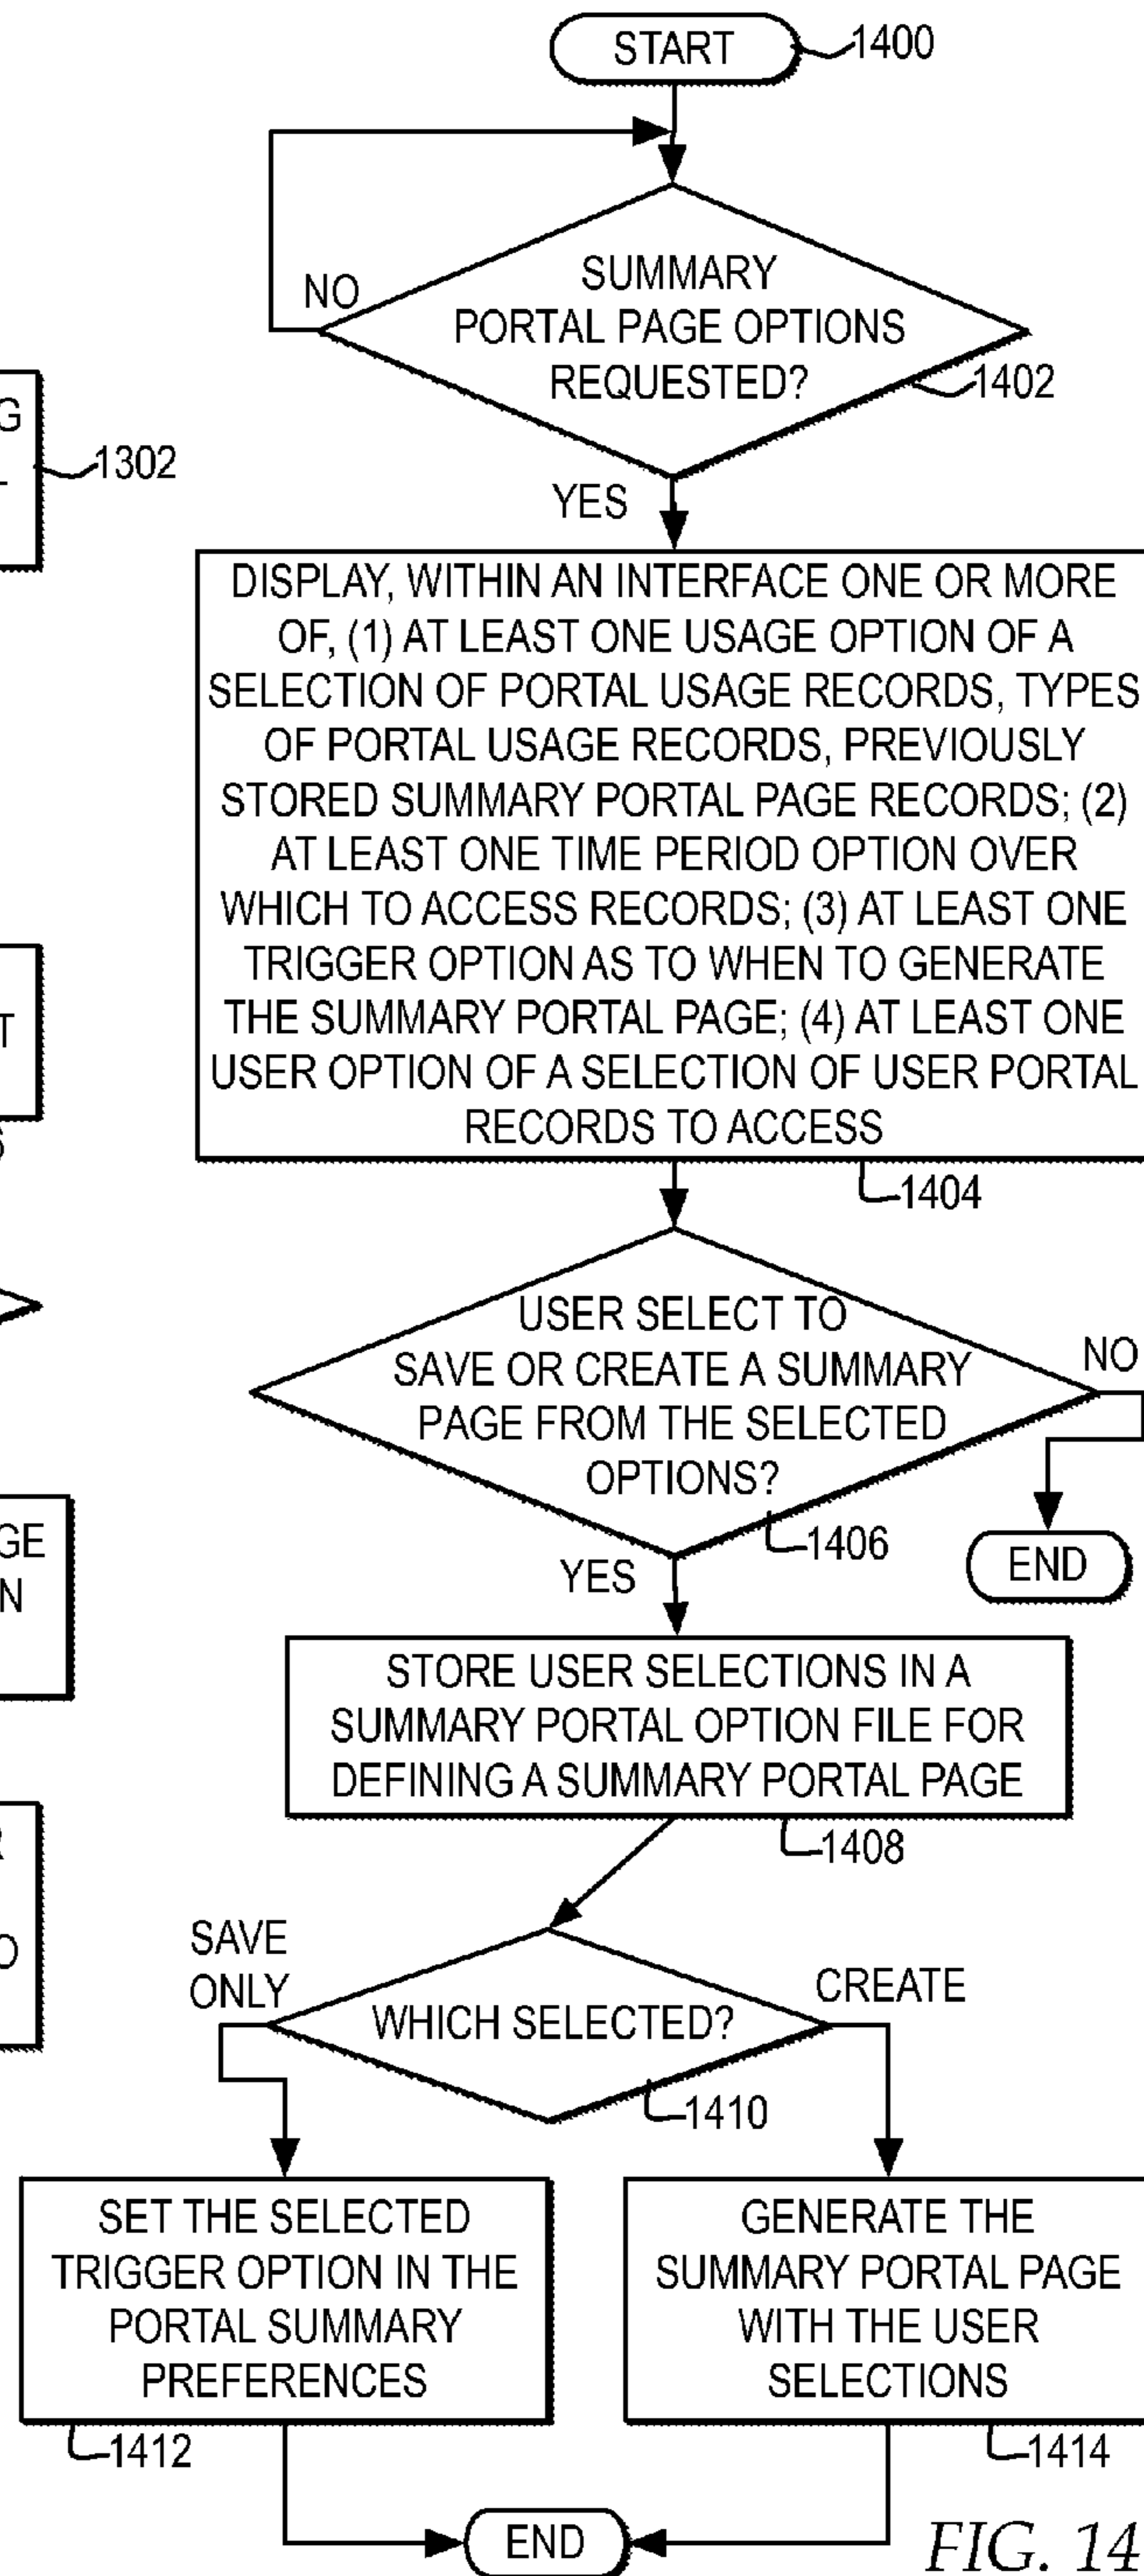 START
1400
NO
SUMMARY
PORTAL PAGE OPTIONS
REQUESTED?
1402
G
1302
YES
DISPLAY, WITHIN AN INTERFACE ONE OR MORE
OF, (1) AT LEAST ONE USAGE OPTION OF A
SELECTION OF PORTAL USAGE RECORDS, TYPES
OF PORTAL USAGE RECORDS, PREVIOUSLY
STORED SUMMARY PORTAL PAGE RECORDS; (2)
AT LEAST ONE TIME PERIOD OPTION OVER
WHICH TO ACCESS RECORDS; (3) AT LEAST ONE
TRIGGER OPTION AS TO WHEN TO GENERATE
THE SUMMARY PORTAL PAGE; (4) AT LEAST ONE
USER OPTION OF A SELECTION OF USER PORTAL
RECORDS TO ACCESS
1404
T
USER SELECT TO
SAVE OR CREATE A SUMMARY
PAGE FROM THE SELECTED
OPTIONS?
NO
1406
END
YES
GE
N
STORE USER SELECTIONS IN A
SUMMARY PORTAL OPTION FILE FOR
DEFINING A SUMMARY PORTAL PAGE
1408
R
O
SAVE
ONLY
WHICH SELECTED?
CREATE
1410
SET THE SELECTED
TRIGGER OPTION IN THE
PORTAL SUMMARY
PREFERENCES
1412
GENERATE THE
SUMMARY PORTAL PAGE
WITH THE USER
SELECTIONS
1414
END
FIG. 14